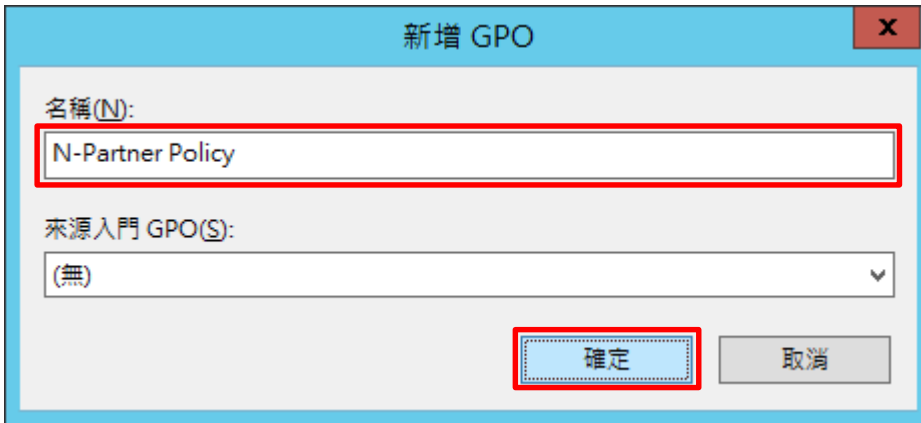 新增 GPO
x
名稱(N):
N-Partner Policy
來源入門 GPO(S):
(無)
確定
取消